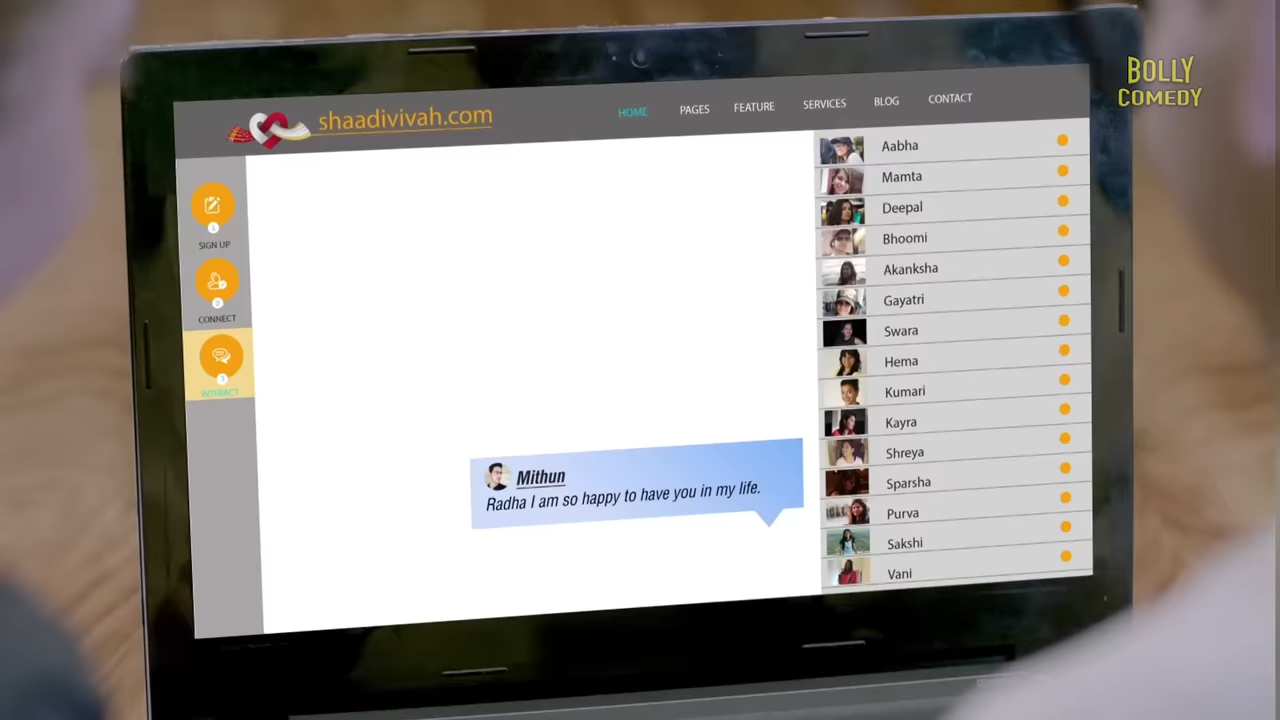 BOLLY
COMEDY
shaadivivah.com
HOME
PAGES
FEATURE
SERVICES
BLOG
CONTACT
SIGN UP
CONNECT
INTERACT
Mithun
Radha I am so happy to have you in my life.
Aabha
Mamta
Deepal
Bhoomi
Akanksha
Gayatri
Swara
Hema
Kumari
Kayra
Shreya
Sparsha
Purva
Sakshi
Vani